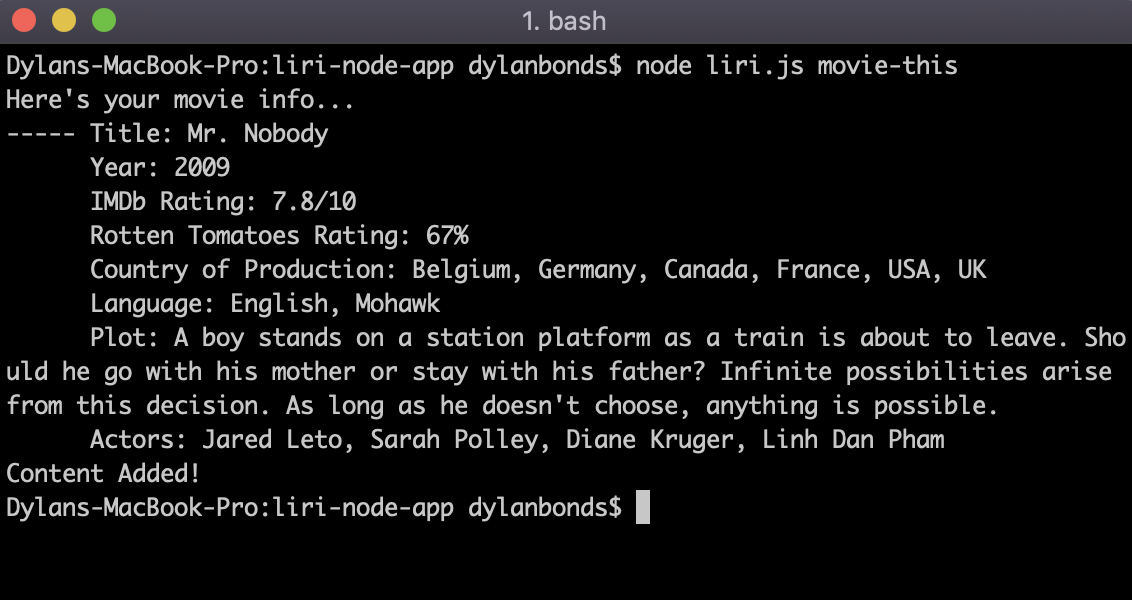 1. bash
Dylans-MacBook-Pro:liri-node-app dylanbonds$ node liri.js movie-this
Here's your movie info...
----- Title: Mr. Nobody
      Year: 2009
      IMDb Rating: 7.8/10
      Rotten Tomatoes Rating: 67%
      Country of Production: Belgium, Germany, Canada, France, USA, UK
      Language: English, Mohawk
      Plot: A boy stands on a station platform as a train is about to leave. Sho
uld he go with his mother or stay with his father? Infinite possibilities arise
from this decision. As long as he doesn't choose, anything is possible.
      Actors: Jared Leto, Sarah Polley, Diane Kruger, Linh Dan Pham
Content Added!
Dylans-MacBook-Pro:liri-node-app dylanbonds$